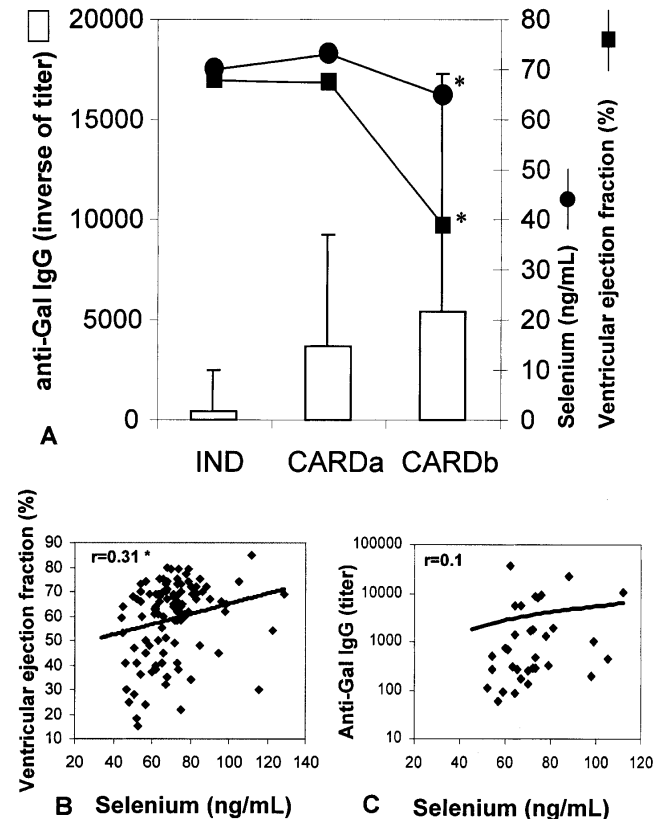 anti-Gal IgG (inverse of titer)
20000
15000
10000
5000
0
80
70
60
50
40
30
20
10
0
Selenium (ng/mL)
Ventricular ejection fraction (%)
*
*
A
IND CARDa CARDb
Ventricular ejection fraction (%)
90
80
70
60
50
40
30
20
10
r=0.31 *
20 40 60 80 100 120 140
B Selenium (ng/mL)
Anti-Gal IgG (titer)
100000
10000
1000
100
10
r=0.1
20 40 60 80 100 120
C Selenium (ng/mL)